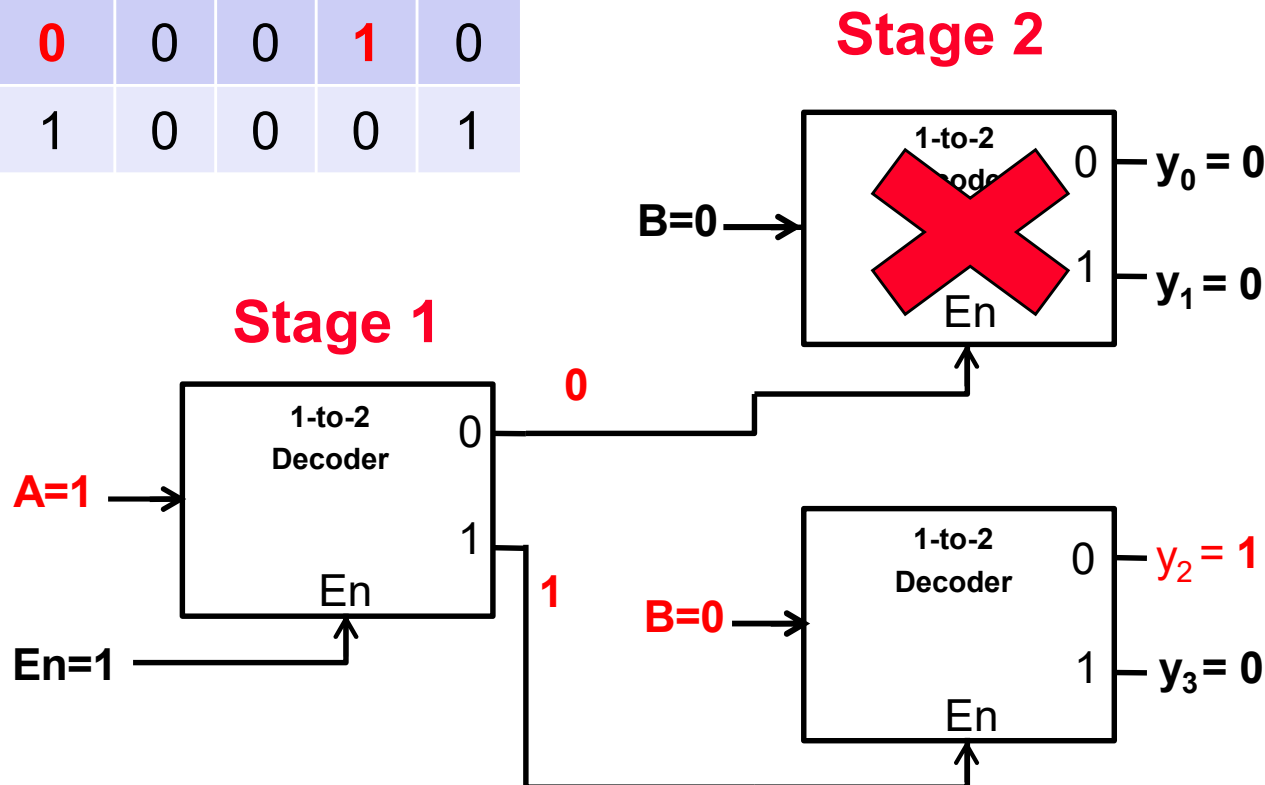 0 0 0 1 0
1 0 0 0 1
Stage 2
1-to-2
0
y0 = 0
B=0
1
y1 = 0
En
Stage 1
0
1-to-2
Decoder
0
A=1
1
En
1
En=1
1-to-2
Decoder
0
y2 = 1
B=0
1
y3 = 0
En